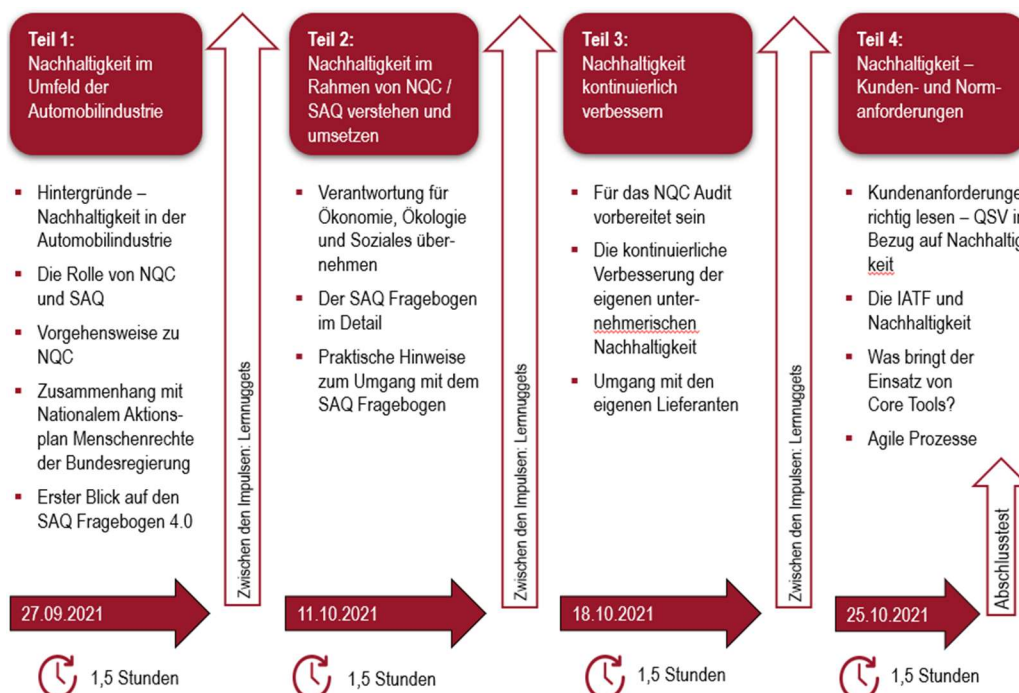 Teil 1:
Nachhaltigkeit im
Umfeld der
Automobilindustrie
▪ Hintergründe –
Nachhaltigkeit in der
Automobilindustrie
▪ Die Rolle von NQC
und SAQ
▪ Vorgehensweise zu
NQC
▪ Zusammenhang mit
Nationalem Aktions-
plan Menschenrechte
der Bundesregierung
▪ Erster Blick auf den
SAQ Fragebogen 4.0
27.09.2021
1,5 Stunden
Zwischen den Impulsen: Lernnuggets
Teil 2:
Nachhaltigkeit im
Rahmen von NQC /
SAQ verstehen und
umsetzen
▪ Verantwortung für
Ökonomie, Ökologie
und Soziales über-
nehmen
▪ Der SAQ Fragebogen
im Detail
▪ Praktische Hinweise
zum Umgang mit dem
SAQ Fragebogen
11.10.2021
1,5 Stunden
Zwischen den Impulsen: Lernnuggets
Teil 3:
Nachhaltigkeit
kontinuierlich
verbessern
▪ Für das NQC Audit
vorbereitet sein
▪ Die kontinuierliche
Verbesserung der
eigenen unter-
nehmerischen
Nachhaltigkeit
▪ Umgang mit den
eigenen Lieferanten
18.10.2021
1,5 Stunden
Zwischen den Impulsen: Lernnuggets
Teil 4:
Nachhaltigkeit –
Kunden- und Norm-
anforderungen
▪ Kundenanforderunge
richtig lesen – QSV i
Bezug auf Nachhaltig
keit
▪ Die IATF und
Nachhaltigkeit
▪ Was bringt der
Einsatz von
Core Tools?
▪ Agile Prozesse
25.10.2021
1,5 Stunden
Abschlusstest